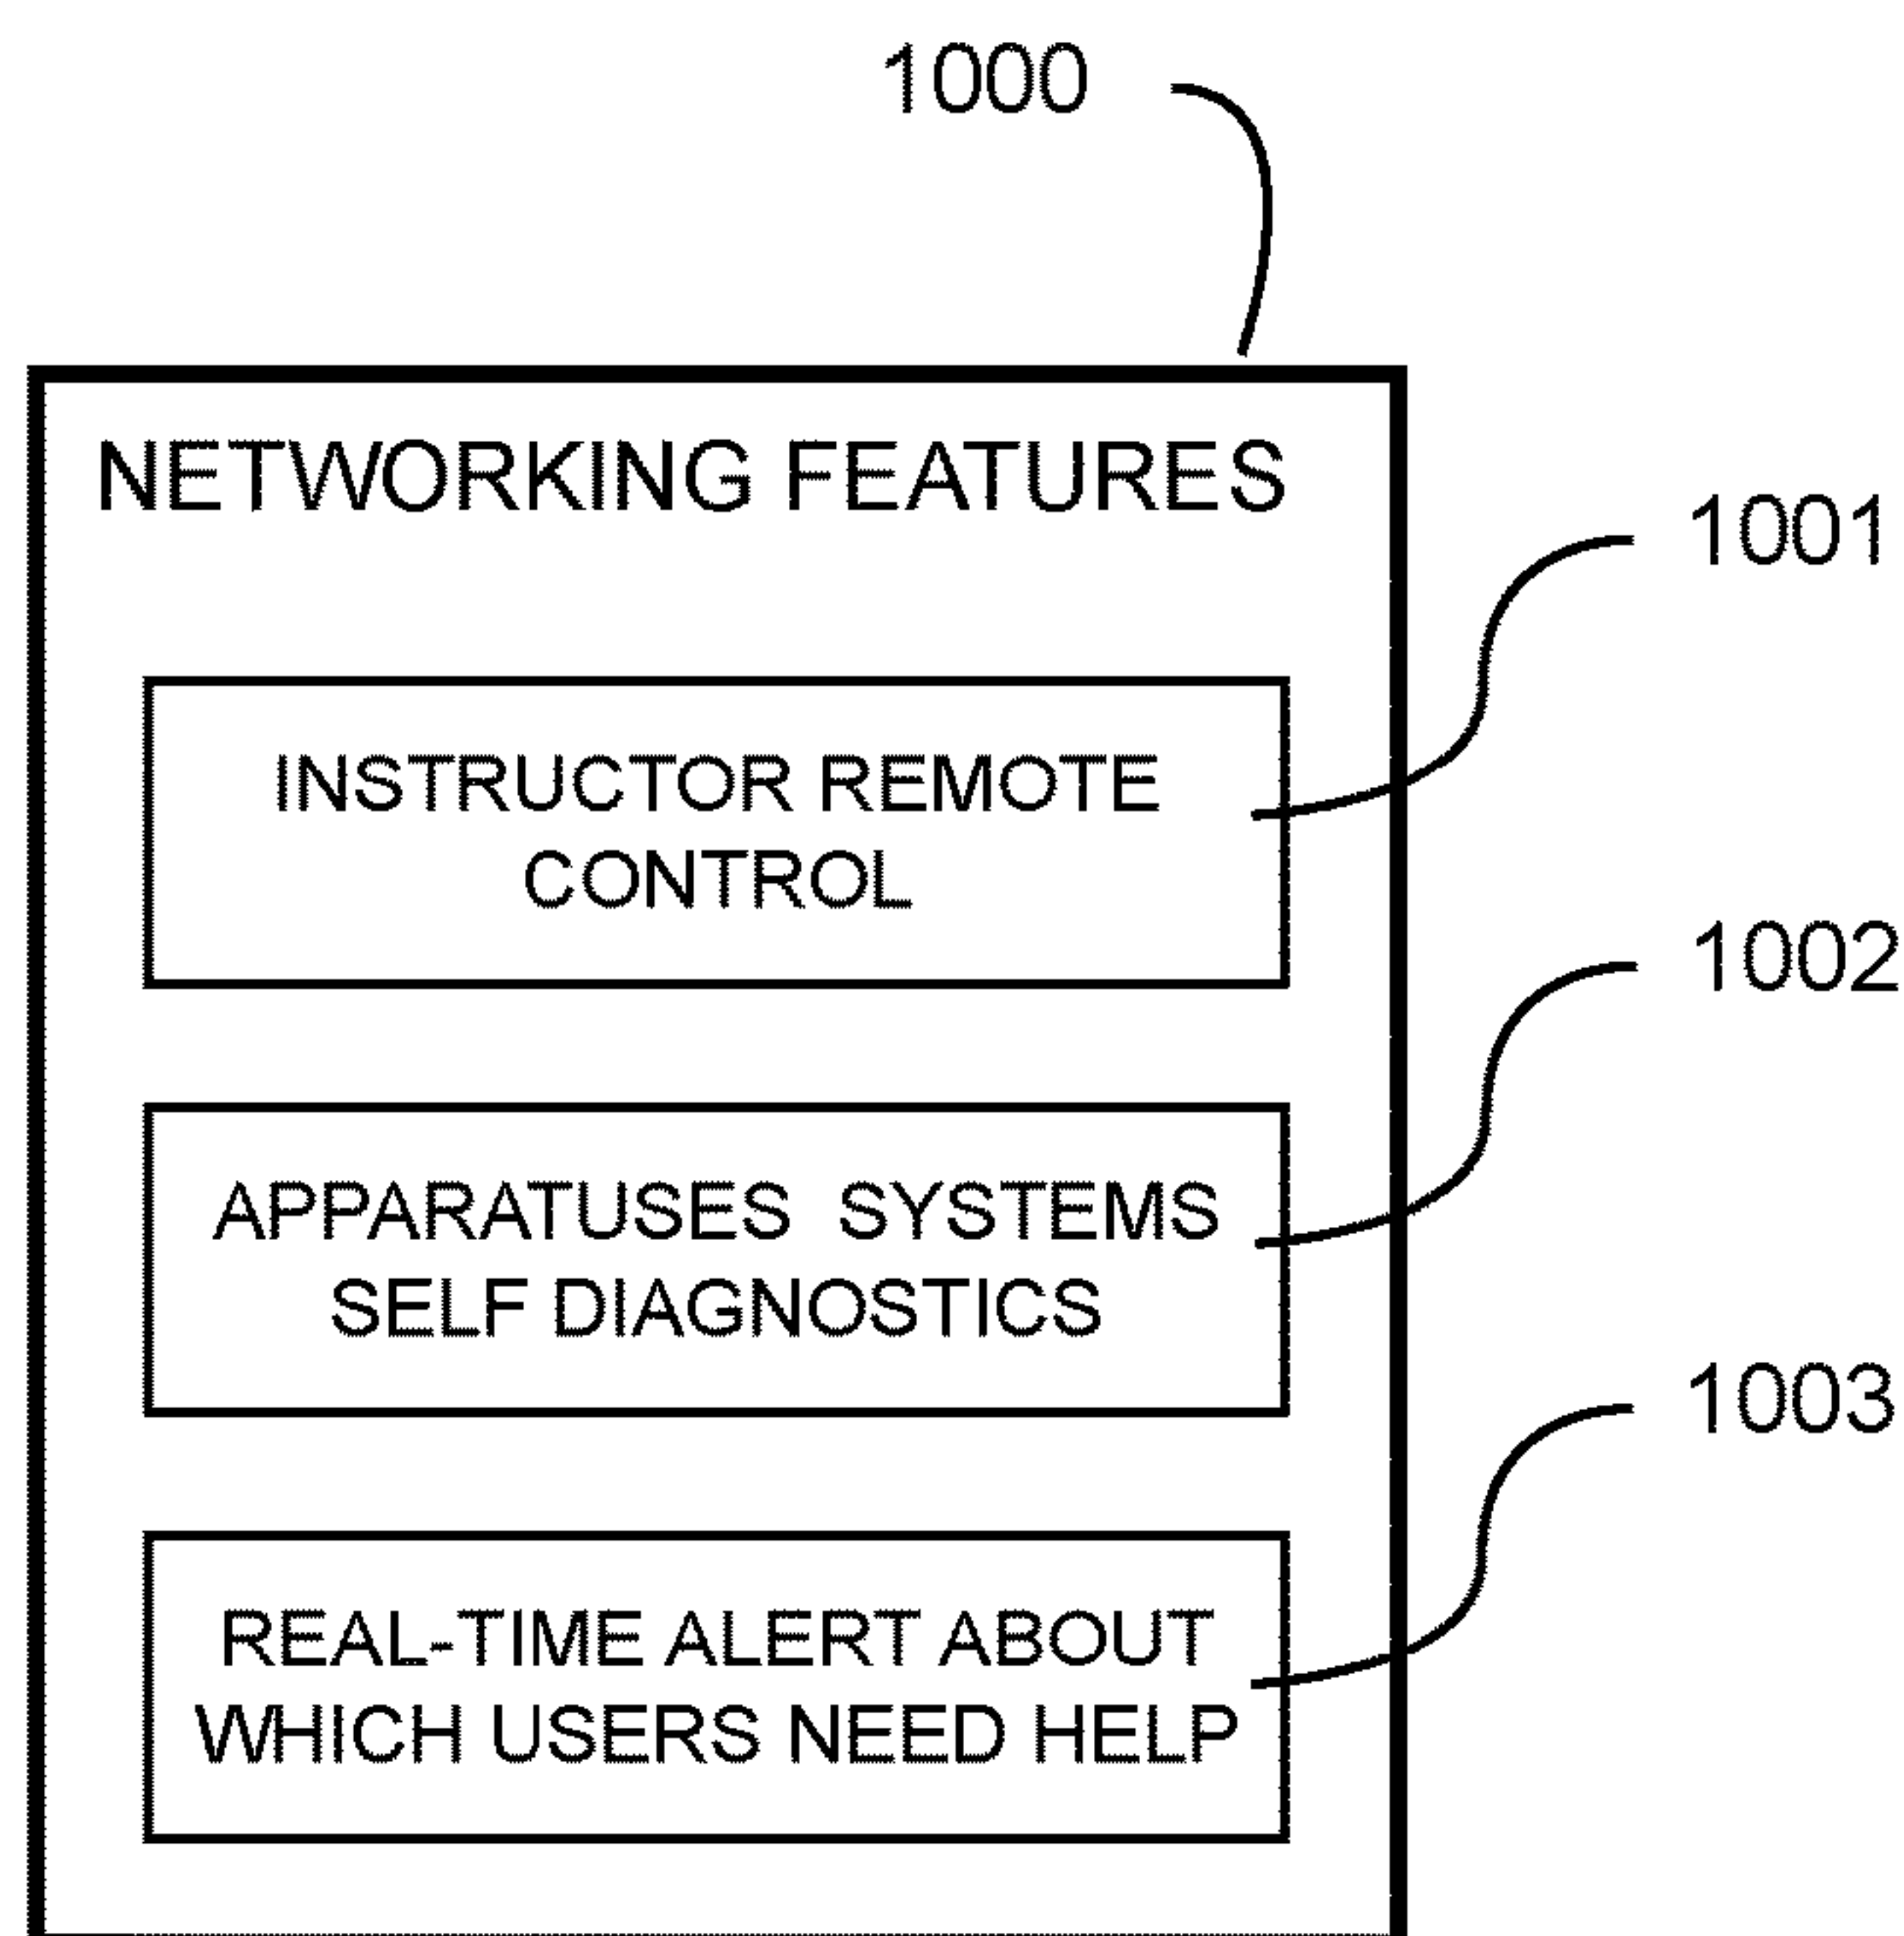 1000
NETWORKING FEATURES
1001
INSTRUCTOR REMOTE
CONTROL
1002
APPARATUSES SYSTEMS
SELF DIAGNOSTICS
1003
REAL-TIME ALERT ABOUT
WHICH USERS NEED HELP